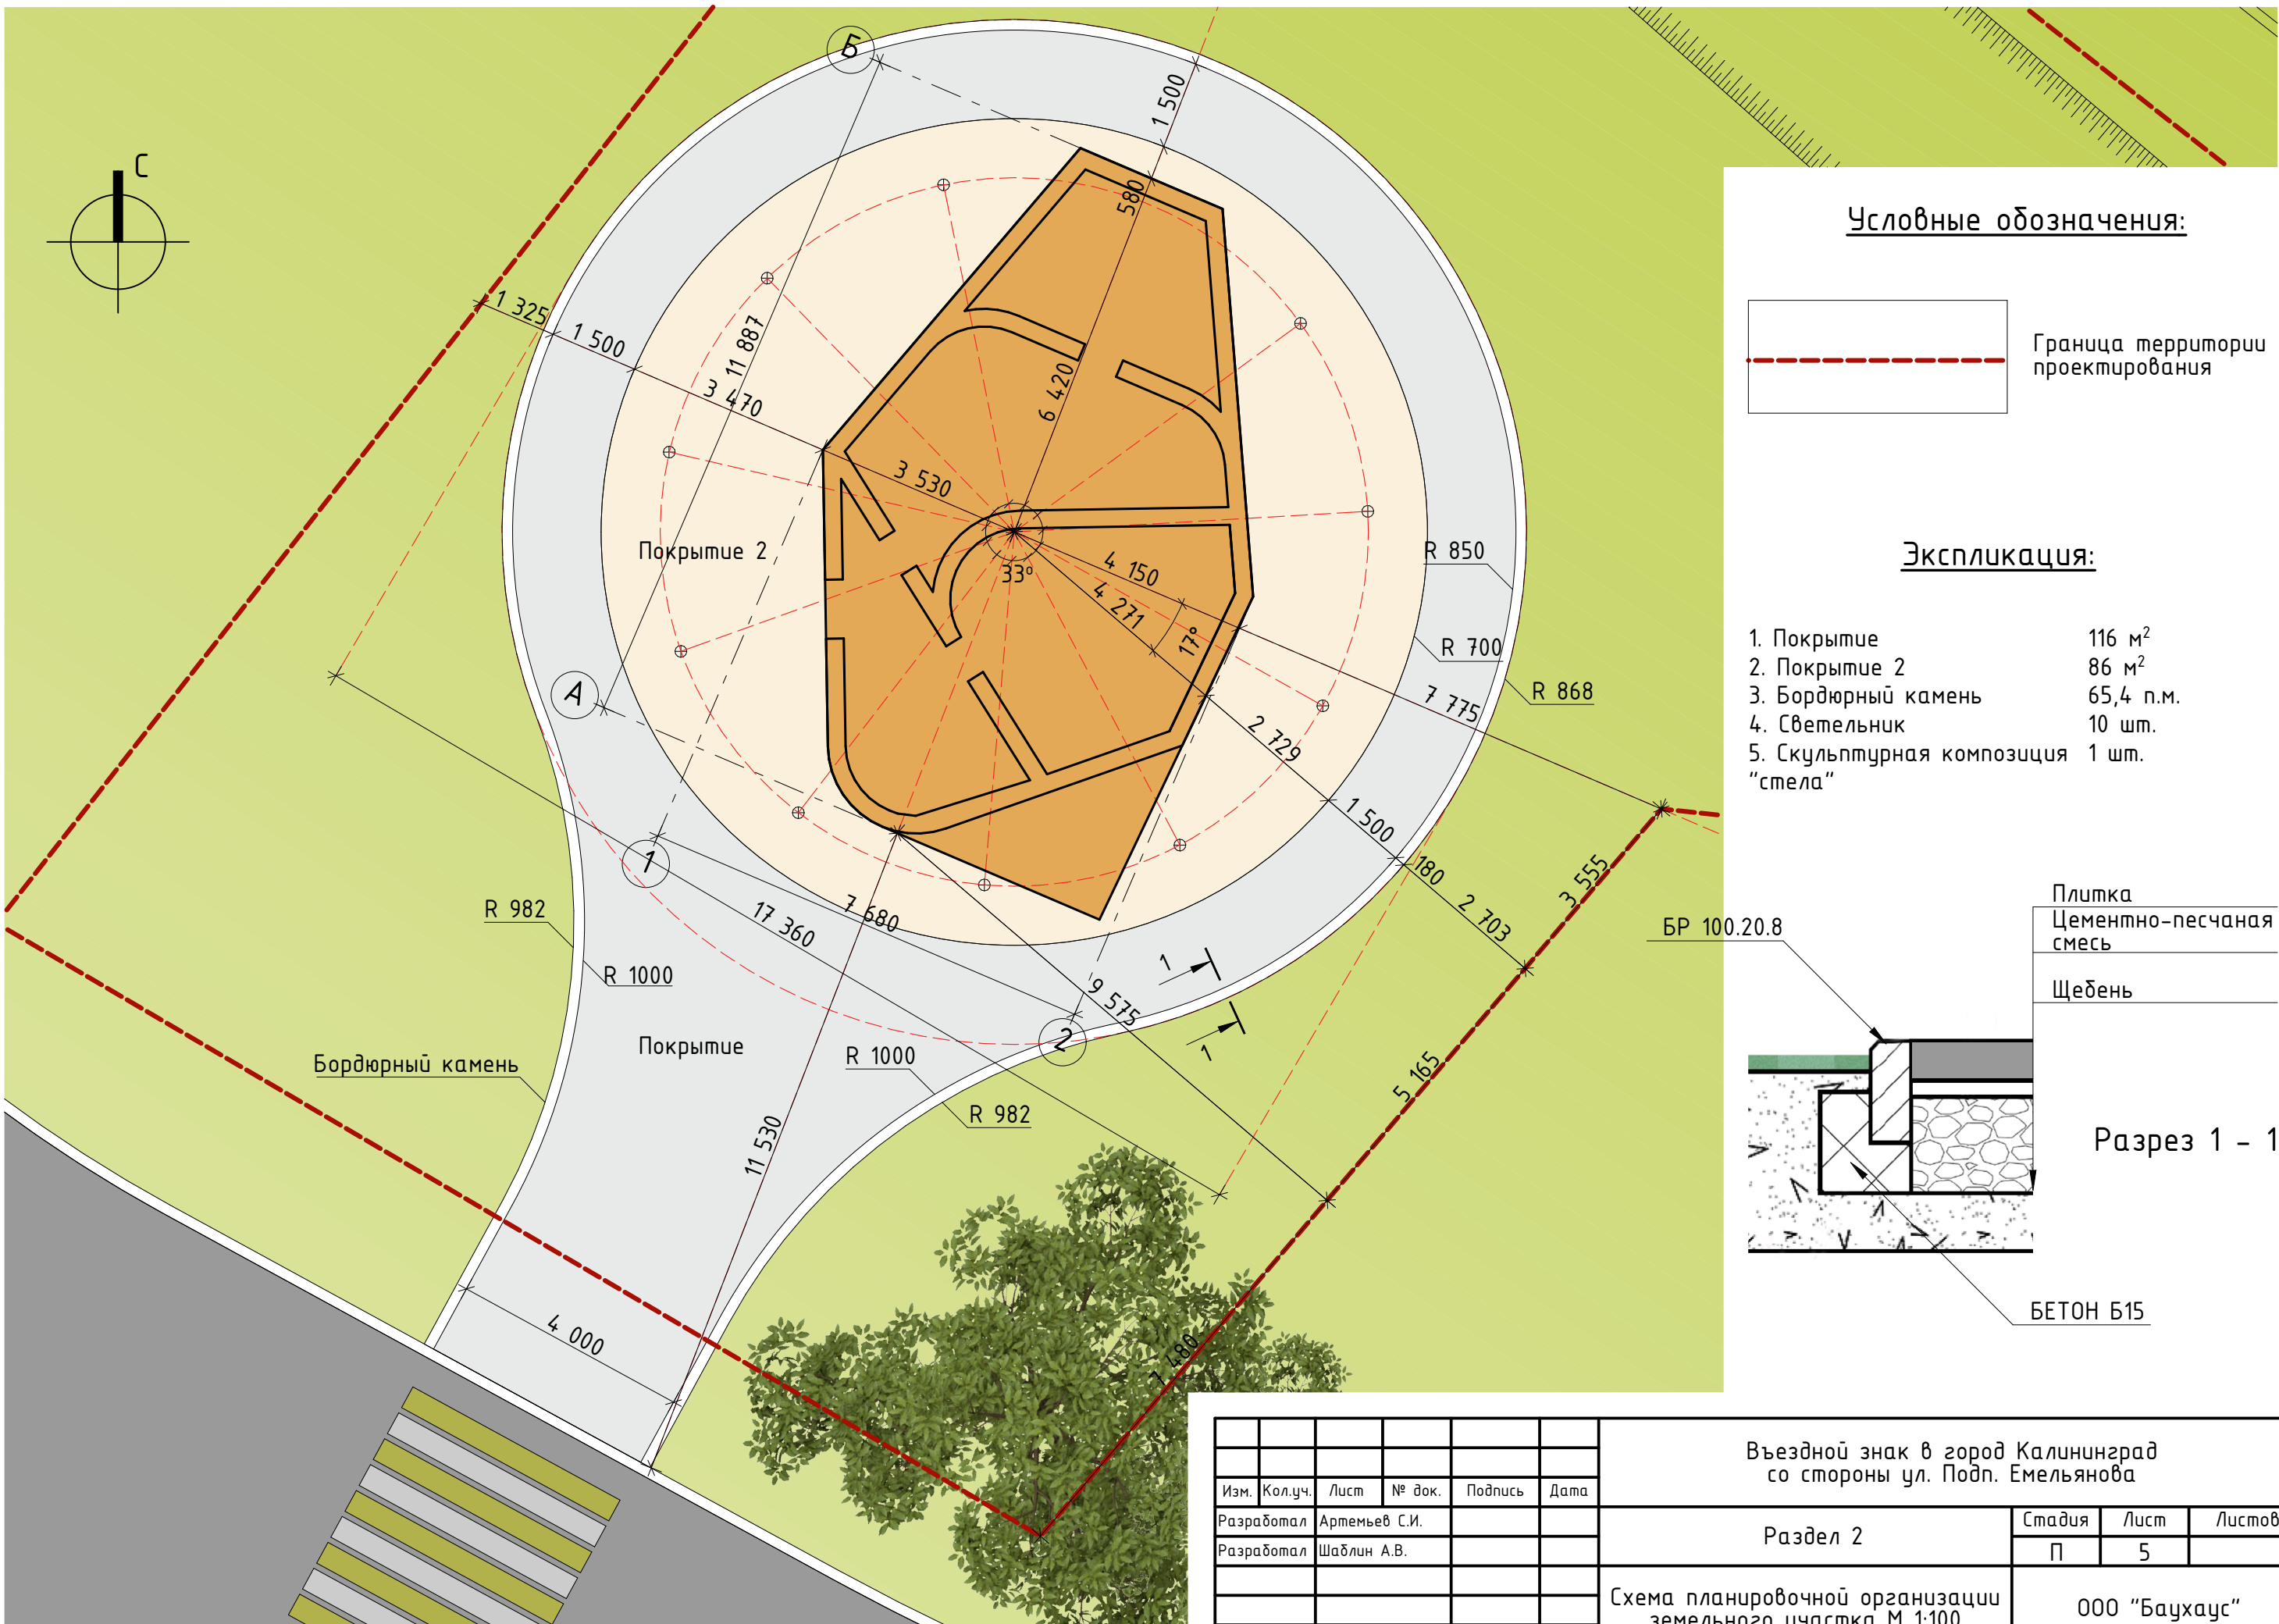 С
Б
1 500
580
1 325
1 500
11 887
3 470
6 420
3 530
Покрытие 2
33°
4 150
4 271
17°
R 850
R 700
R 868
7 775
2 729
1 500
180
2 703
3 555
А
1
2
7 680
17 360
R 982
R 1000
9 575
1
1
5 165
Бордюрный камень
Покрытие
R 1000
R 982
11 530
4 000
7 480
Условные обозначения:
Граница территории
проектирования
Экспликация:
1. Покрытие 116 м²
2. Покрытие 2 86 м²
3. Бордюрный камень 65,4 п.м.
4. Светельник 10 шт.
5. Скульптурная композиция 1 шт.
"стела"
Плитка
Цементно-песчаная
смесь
Щебень
БР 100.20.8
Разрез 1 - 1
БЕТОН Б15
Въездной знак в город Калининград
со стороны ул. Подп. Емельянова
Изм. Кол.уч. Лист № док. Подпись Дата
Разработал Артемьев С.И.
Разработал Шаблин А.В.
Раздел 2
Стадия Лист Листов
П 5
Схема планировочной организации
земельного участка М 1:100
ООО "Баухаус"